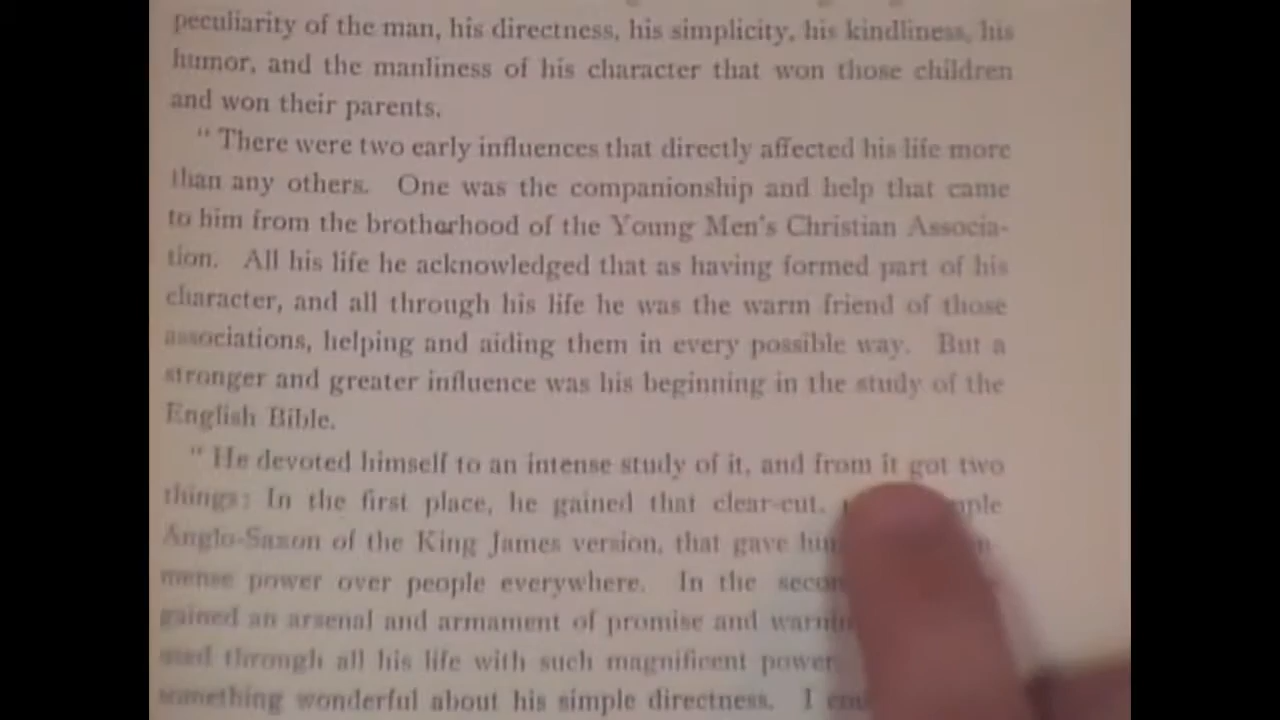 peculiarity of the man, his directness, his simplicity, his kindliness, his
humor, and the manliness of his character that won those children
and won their parents.
" There were two early influences that directly affected his life more
than any others. One was the companionship and help that came
to him from the brotherhood of the Young Men's Christian Associa-
tion. All his life he acknowledged that as having formed part of his
character, and all through his life he was the warm friend of those
associations, helping and aiding them in every possible way. But a
stronger and greater influence was his beginning in the study of the
English Bible.
" He devoted himself to an intense study of it, and from it got two
things: In the first place, he gained that clear-cut,
Anglo-Saxon of the King James version, that gave
mense power over people everywhere. In the
gained an arsenal and armament of promise and
used through all his life with such magnificent power
something wonderful about his simple directness. I